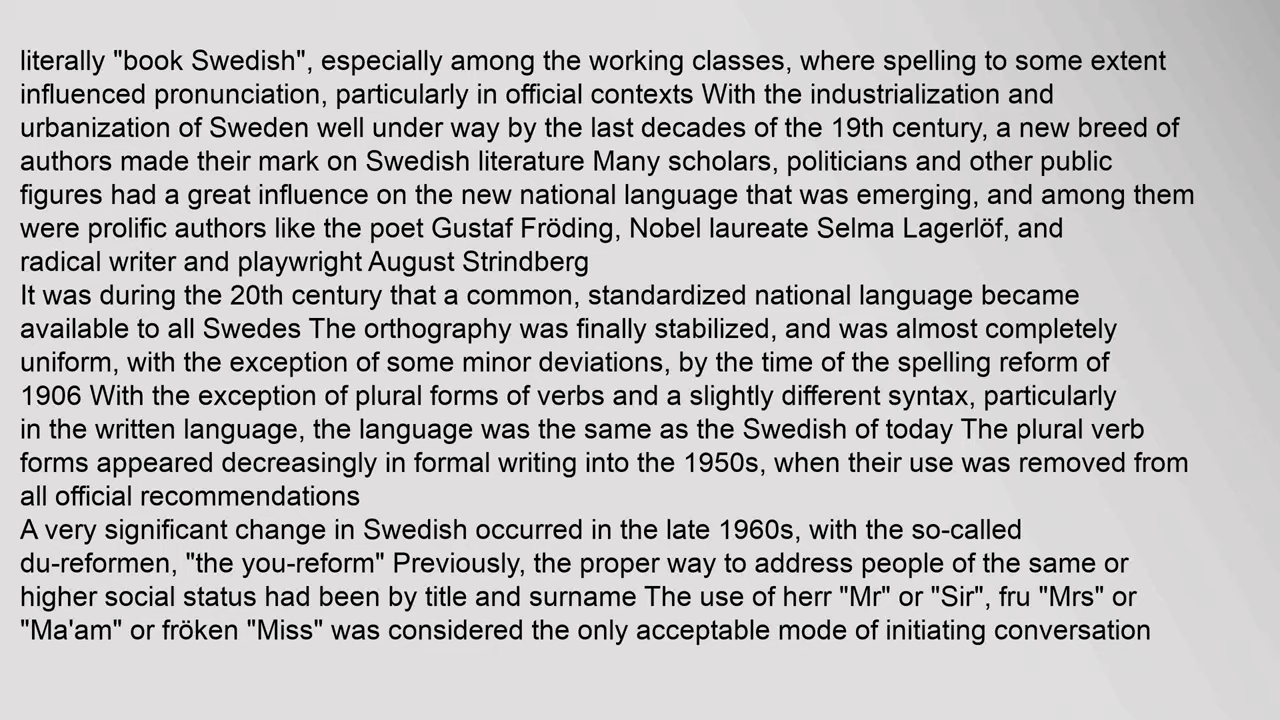 literally "book Swedish", especially among the working classes, where spelling to some extent
influenced pronunciation, particularly in official contexts With the industrialization and
urbanization of Sweden well under way by the last decades of the 19th century, a new breed of
authors made their mark on Swedish literature Many scholars, politicians and other public
figures had a great influence on the new national language that was emerging, and among them
were prolific authors like the poet Gustaf Fröding, Nobel laureate Selma Lagerlöf, and
radical writer and playwright August Strindberg
It was during the 20th century that a common, standardized national language became
available to all Swedes The orthography was finally stabilized, and was almost completely
uniform, with the exception of some minor deviations, by the time of the spelling reform of
1906 With the exception of plural forms of verbs and a slightly different syntax, particularly
in the written language, the language was the same as the Swedish of today The plural verb
forms appeared decreasingly in formal writing into the 1950s, when their use was removed from
all official recommendations
A very significant change in Swedish occurred in the late 1960s, with the so-called
du-reformen, "the you-reform" Previously, the proper way to address people of the same or
higher social status had been by title and surname The use of herr "Mr" or "Sir", fru "Mrs" or
"Ma'am" or fröken "Miss" was considered the only acceptable mode of initiating conversation